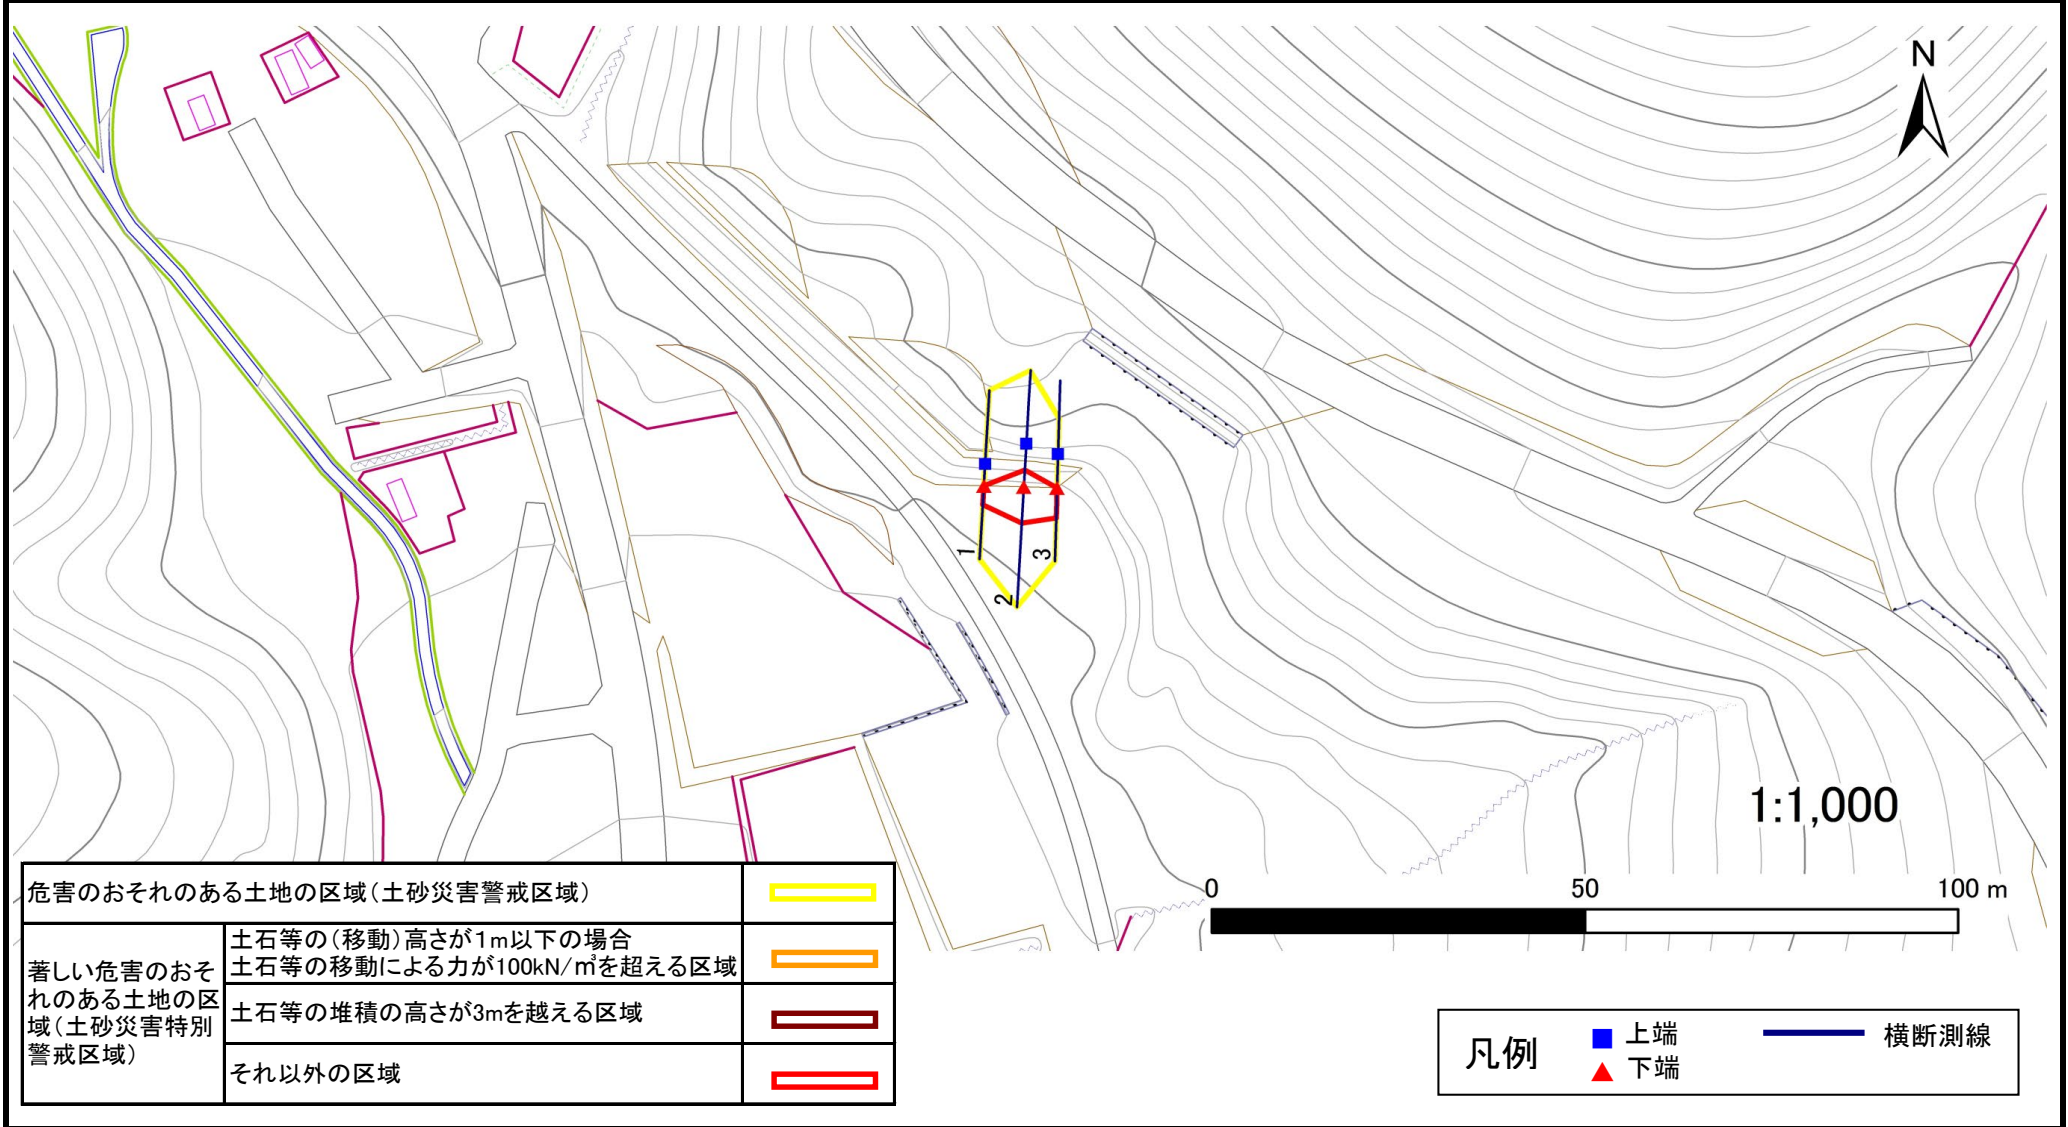 N
1
2
3
1:1,000
0 50 100 m
危害のおそれのある土地の区域(土砂災害警戒区域)
著しい危害のおそ
れのある土地の区
域(土砂災害特別
警戒区域)
土石等の(移動)高さが1m以下の場合
土石等の移動による力が100kN/㎥を超える区域
土石等の堆積の高さが3mを越える区域
それ以外の区域
凡例
上端
下端
横断測線